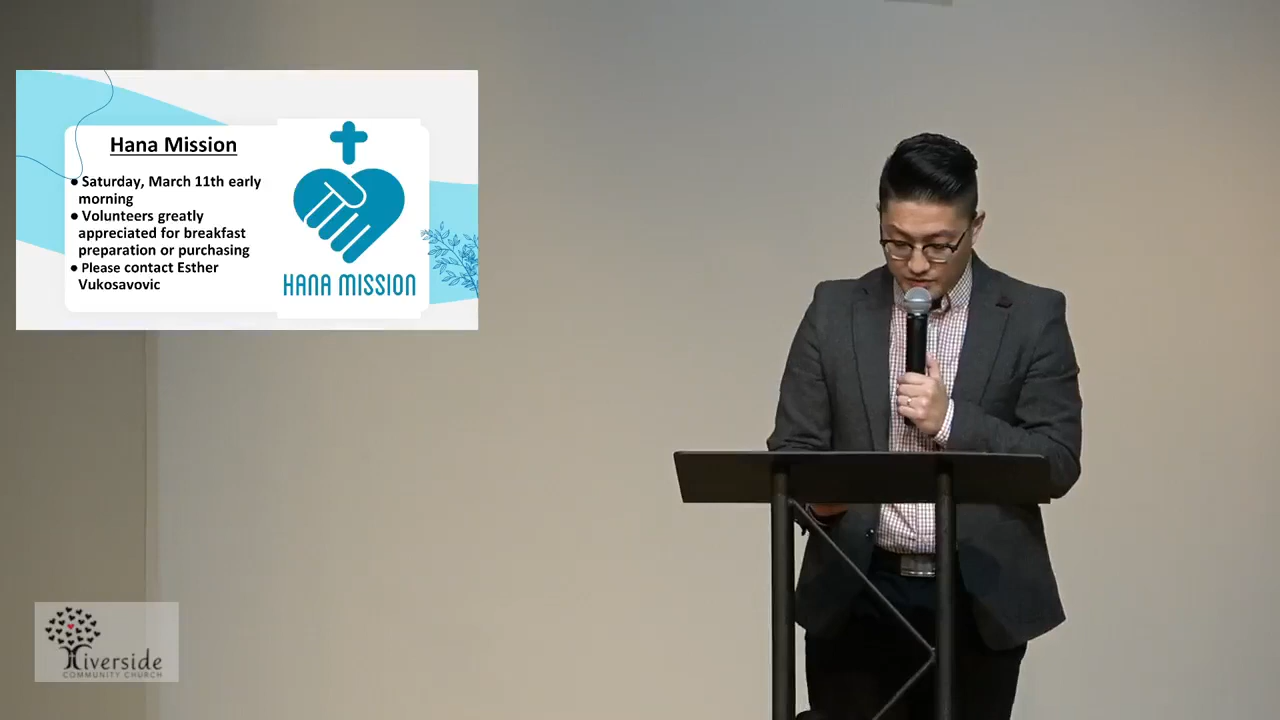 Hana Mission
● Saturday, March 11th early
morning
● Volunteers greatly
appreciated for breakfast
preparation or purchasing
● Please contact Esther
Vukosavovic
HANA MISSION
Riverside
COMMUNITY CHURCH